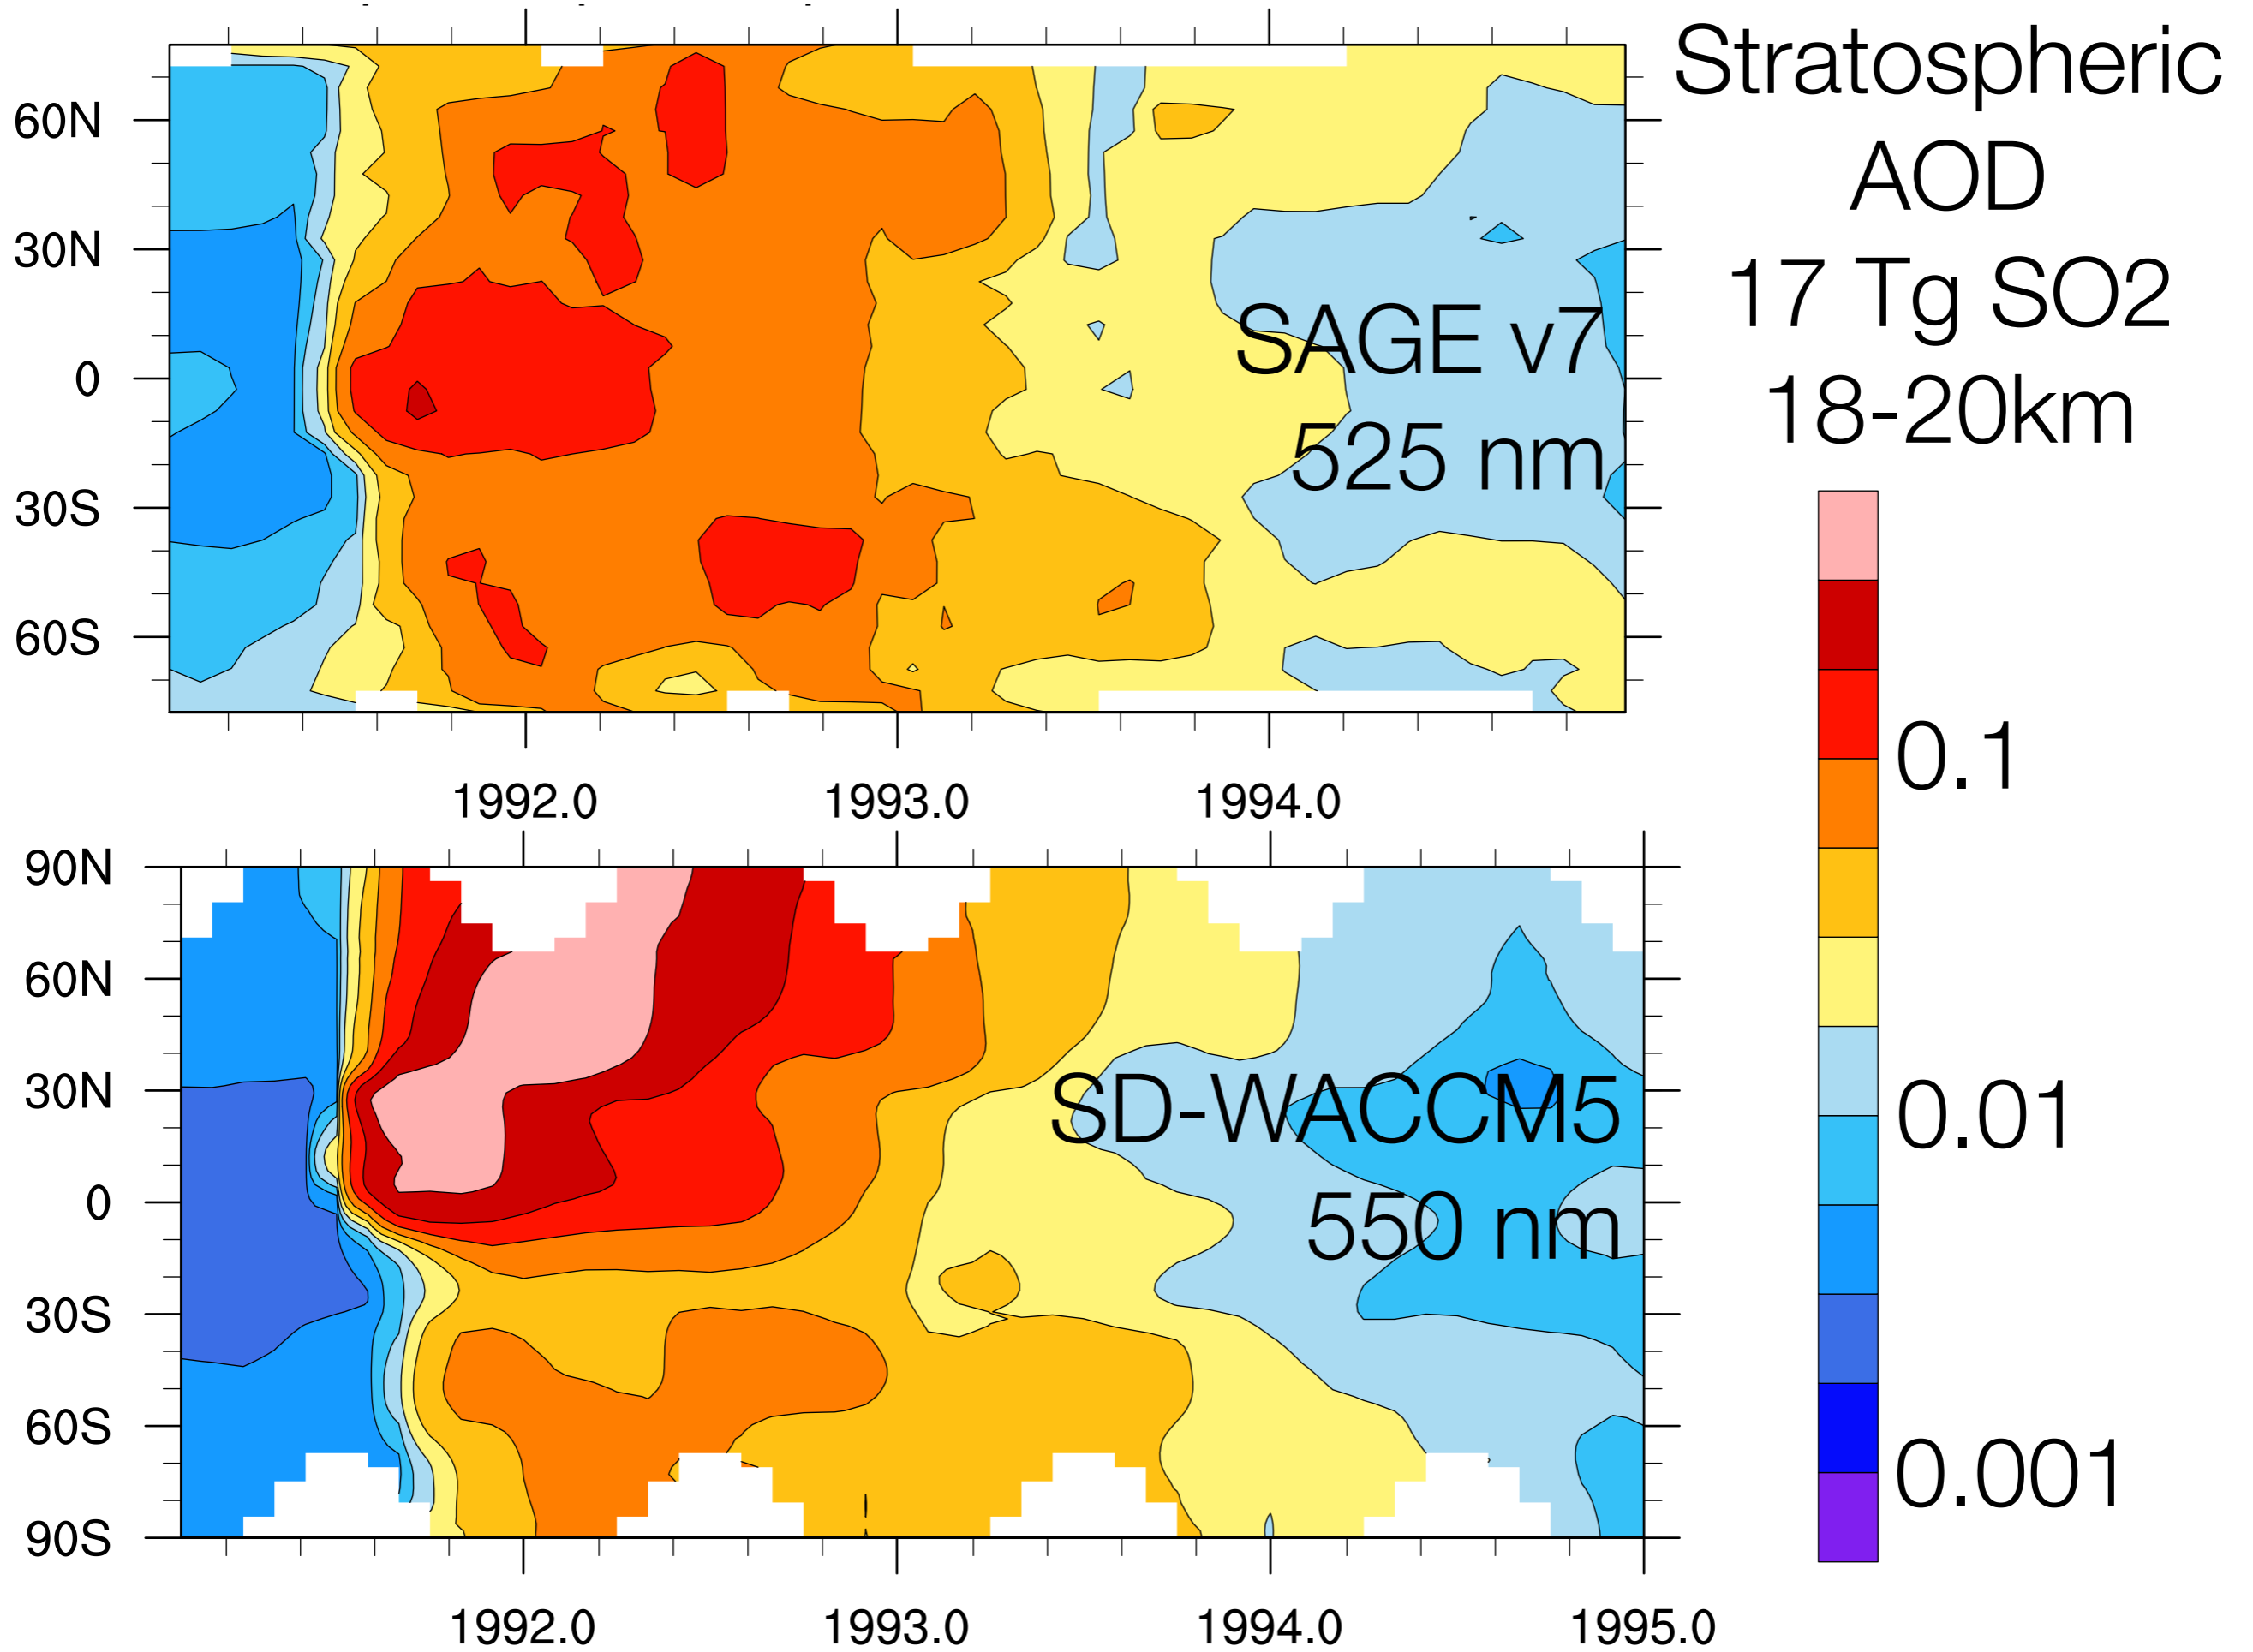 Stratospheric
AOD
17 Tg SO2
18-20km
60N
30N
0
30S
60S
SAGE v7
525 nm
1992.0 1993.0 1994.0
0.1
0.01
0.001
90N
60N
30N
0
30S
60S
90S
SD-WACCM5
550 nm
1992.0 1993.0 1994.0 1995.0